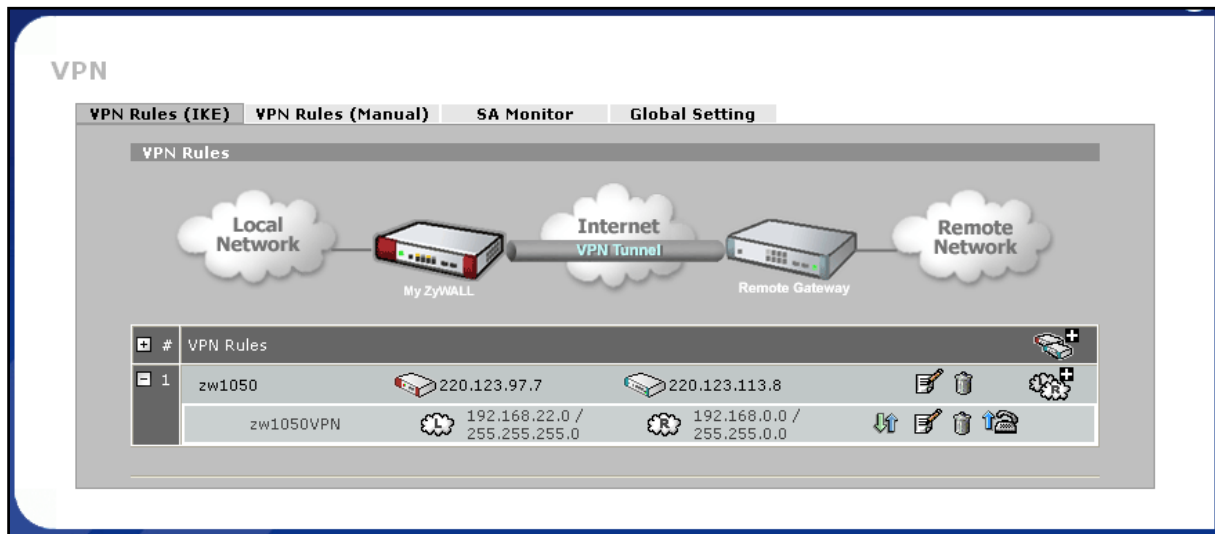 VPN
VPN Rules (IKE) VPN Rules (Manual) SA Monitor Global Setting
VPN Rules
Local Network
My ZyWALL
Internet
VPN Tunnel
Remote Gateway
Remote Network
# VPN Rules
1 zw1050 220.123.97.7 220.123.113.8 R
zw1050VPN L 192.168.22.0 / 255.255.255.0 R 192.168.0.0 / 255.255.0.0